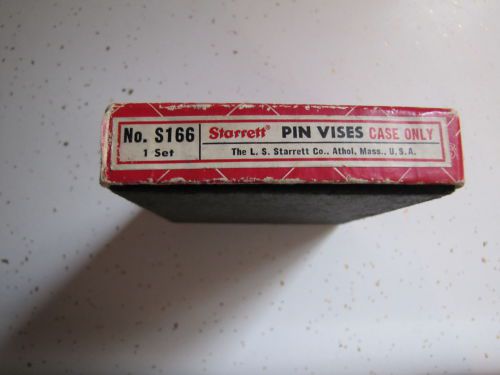 No. S166
1 Set
Starrett® PIN VISES CASE ONLY
The L. S. Starrett Co., Athol, Mass., U.S.A.